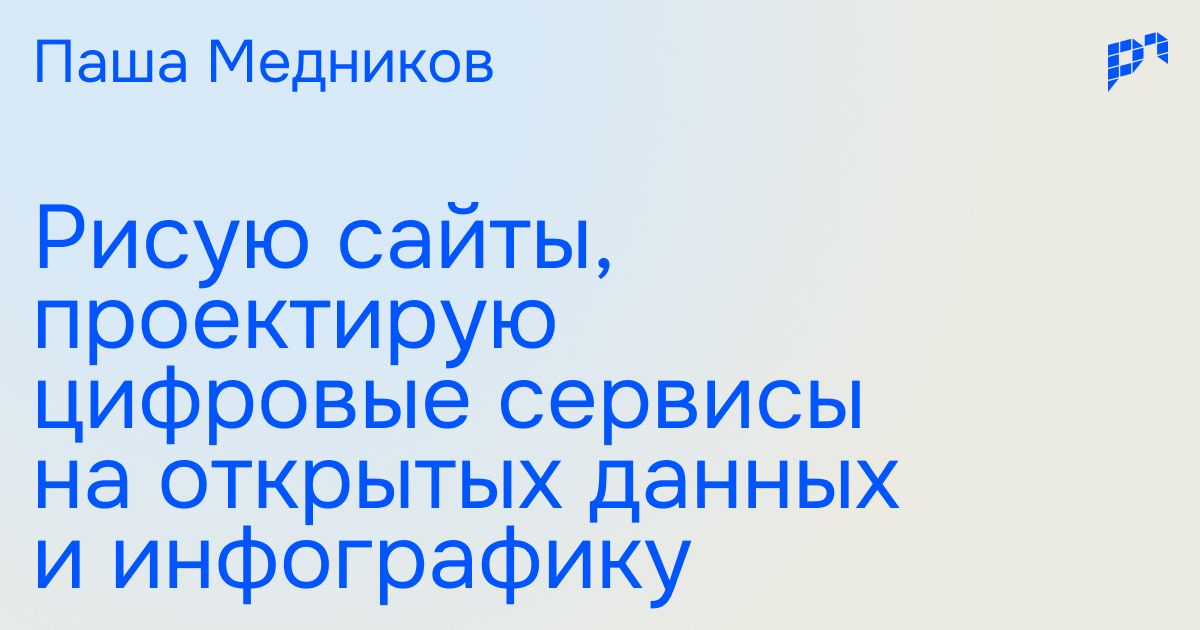 Паша Медников
Рисую сайты,
проектирую
цифровые сервисы
на открытых данных
и инфографику